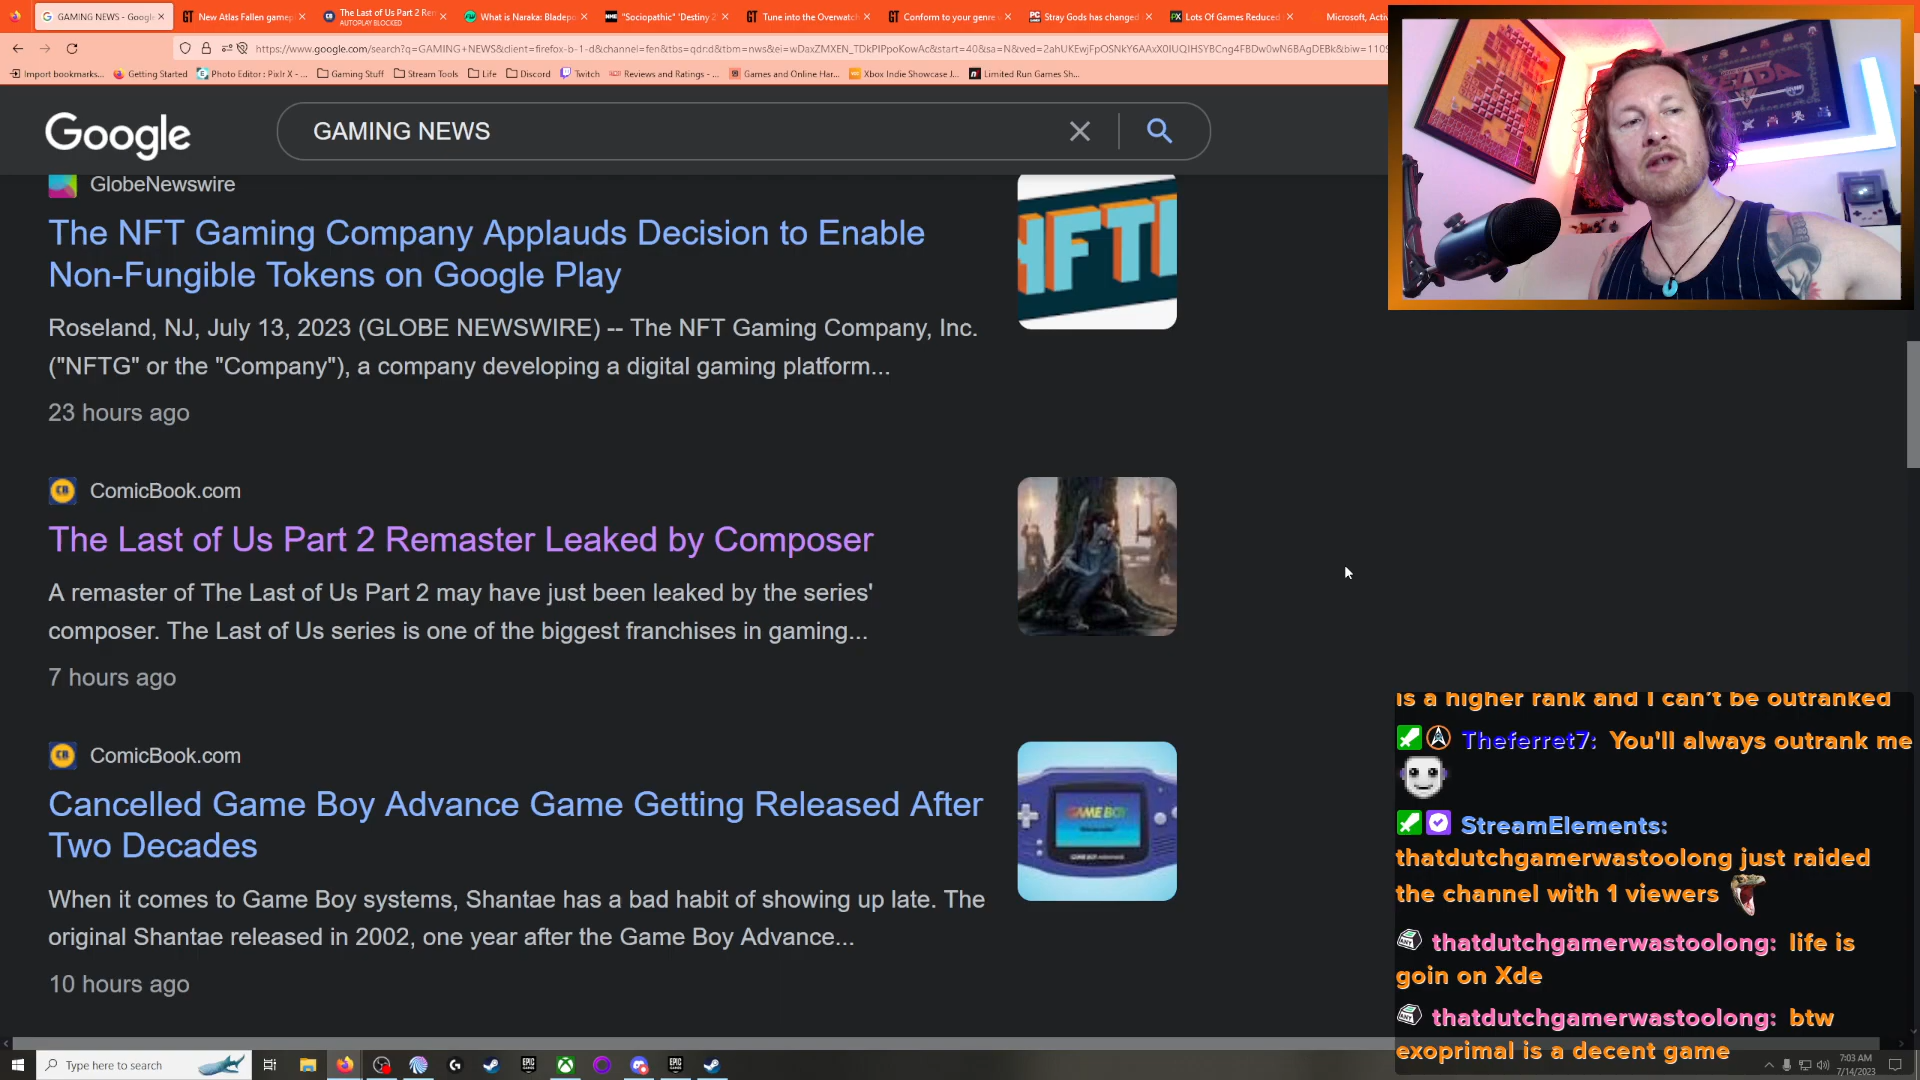 GAMING NEWS - Google
New Atlas Fallen gamep
The Last of Us Part 2 Rem
AUTOPLAY BLOCKED
What is Naraka: Bladepo
"Sociopathic" 'Destiny 2
Tune into the Overwatch
Conform to your genre
Stray Gods has changed
Lots Of Games Reduced
Microsoft, Activ
Import bookmarks...
Getting Started
Photo Editor : Pixlr X - ...
Gaming Stuff
Stream Tools
Life
Discord
Twitch
Reviews and Ratings - ...
Games and Online Har...
Xbox Indie Showcase J...
Limited Run Games Sh...
Google
GAMING NEWS
GlobeNewswire
The NFT Gaming Company Applauds Decision to Enable
Non-Fungible Tokens on Google Play
Roseland, NJ, July 13, 2023 (GLOBE NEWSWIRE) -- The NFT Gaming Company, Inc.
("NFTG" or the "Company"), a company developing a digital gaming platform...
23 hours ago
ComicBook.com
The Last of Us Part 2 Remaster Leaked by Composer
A remaster of The Last of Us Part 2 may have just been leaked by the series'
composer. The Last of Us series is one of the biggest franchises in gaming...
7 hours ago
ComicBook.com
Cancelled Game Boy Advance Game Getting Released After
Two Decades
When it comes to Game Boy systems, Shantae has a bad habit of showing up late. The
original Shantae released in 2002, one year after the Game Boy Advance...
10 hours ago
GAME BOY
is a higher rank and I can't be outranked
Theferret7: You'll always outrank me
StreamElements:
thatdutchgamerwastoolong just raided
the channel with 1 viewers
thatdutchgamerwastoolong: life is
goin on Xde
thatdutchgamerwastoolong: btw
exoprimal is a decent game
Type here to search
7:03 AM
7/14/2023